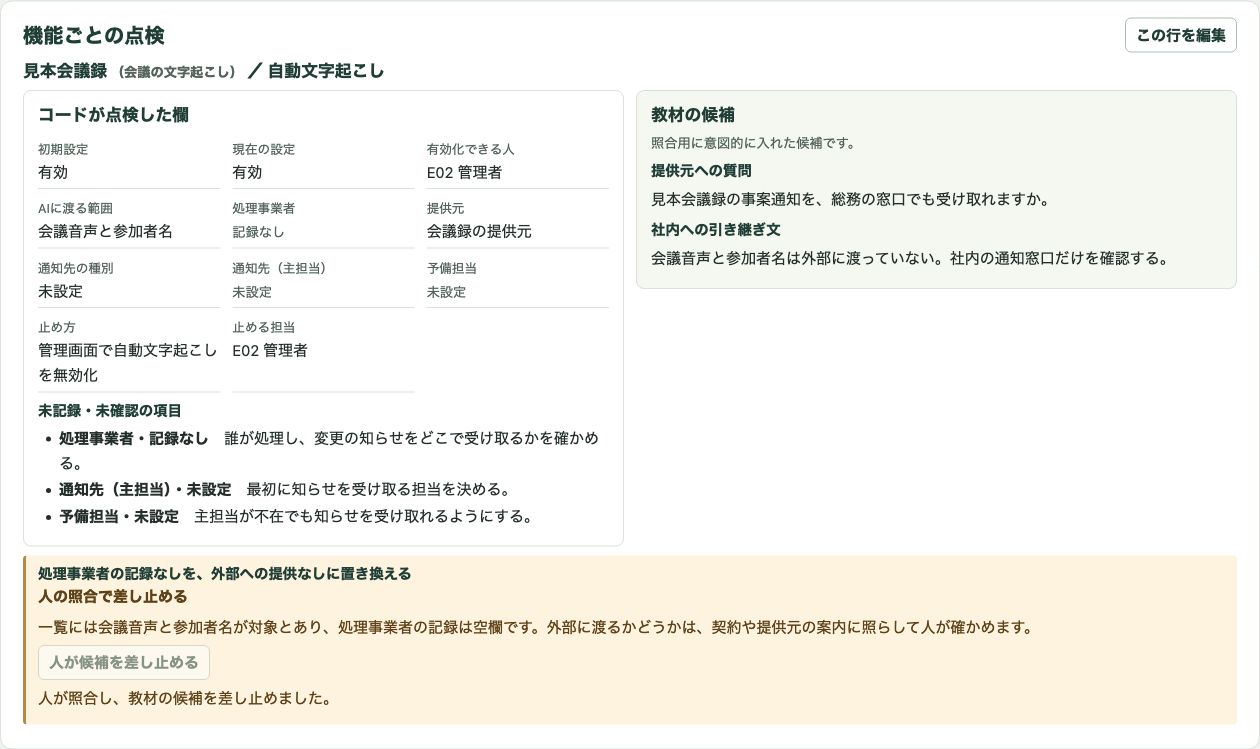 機能ごとの点検
この行を編集
見本会議録 (会議の文字起こし) / 自動文字起こし
コードが点検した欄
初期設定
有効
現在の設定
有効
有効化できる人
E02 管理者
AIに渡る範囲
会議音声と参加者名
処理事業者
記録なし
提供元
会議録の提供元
通知先の種別
未設定
通知先(主担当)
未設定
予備担当
未設定
止め方
管理画面で自動文字起こし
を無効化
止める担当
E02 管理者
未記録・未確認の項目
• 処理事業者・記録なし 誰が処理し、変更の知らせをどこで受け取るかを確かめ
る。
• 通知先(主担当)・未設定 最初に知らせを受け取る担当を決める。
• 予備担当・未設定 主担当が不在でも知らせを受け取れるようにする。
教材の候補
照合用に意図的に入れた候補です。
提供元への質問
見本会議録の事案通知を、総務の窓口でも受け取れますか。
社内への引き継ぎ文
会議音声と参加者名は外部に渡っていない。社内の通知窓口だけを確認する。
処理事業者の記録なしを、外部への提供なしに置き換える
人の照合で差し止める
一覧には会議音声と参加者名が対象とあり、処理事業者の記録は空欄です。外部に渡るかどうかは、契約や提供元の案内に照らして人が確かめます。
人が候補を差し止める
人が照合し、教材の候補を差し止めました。